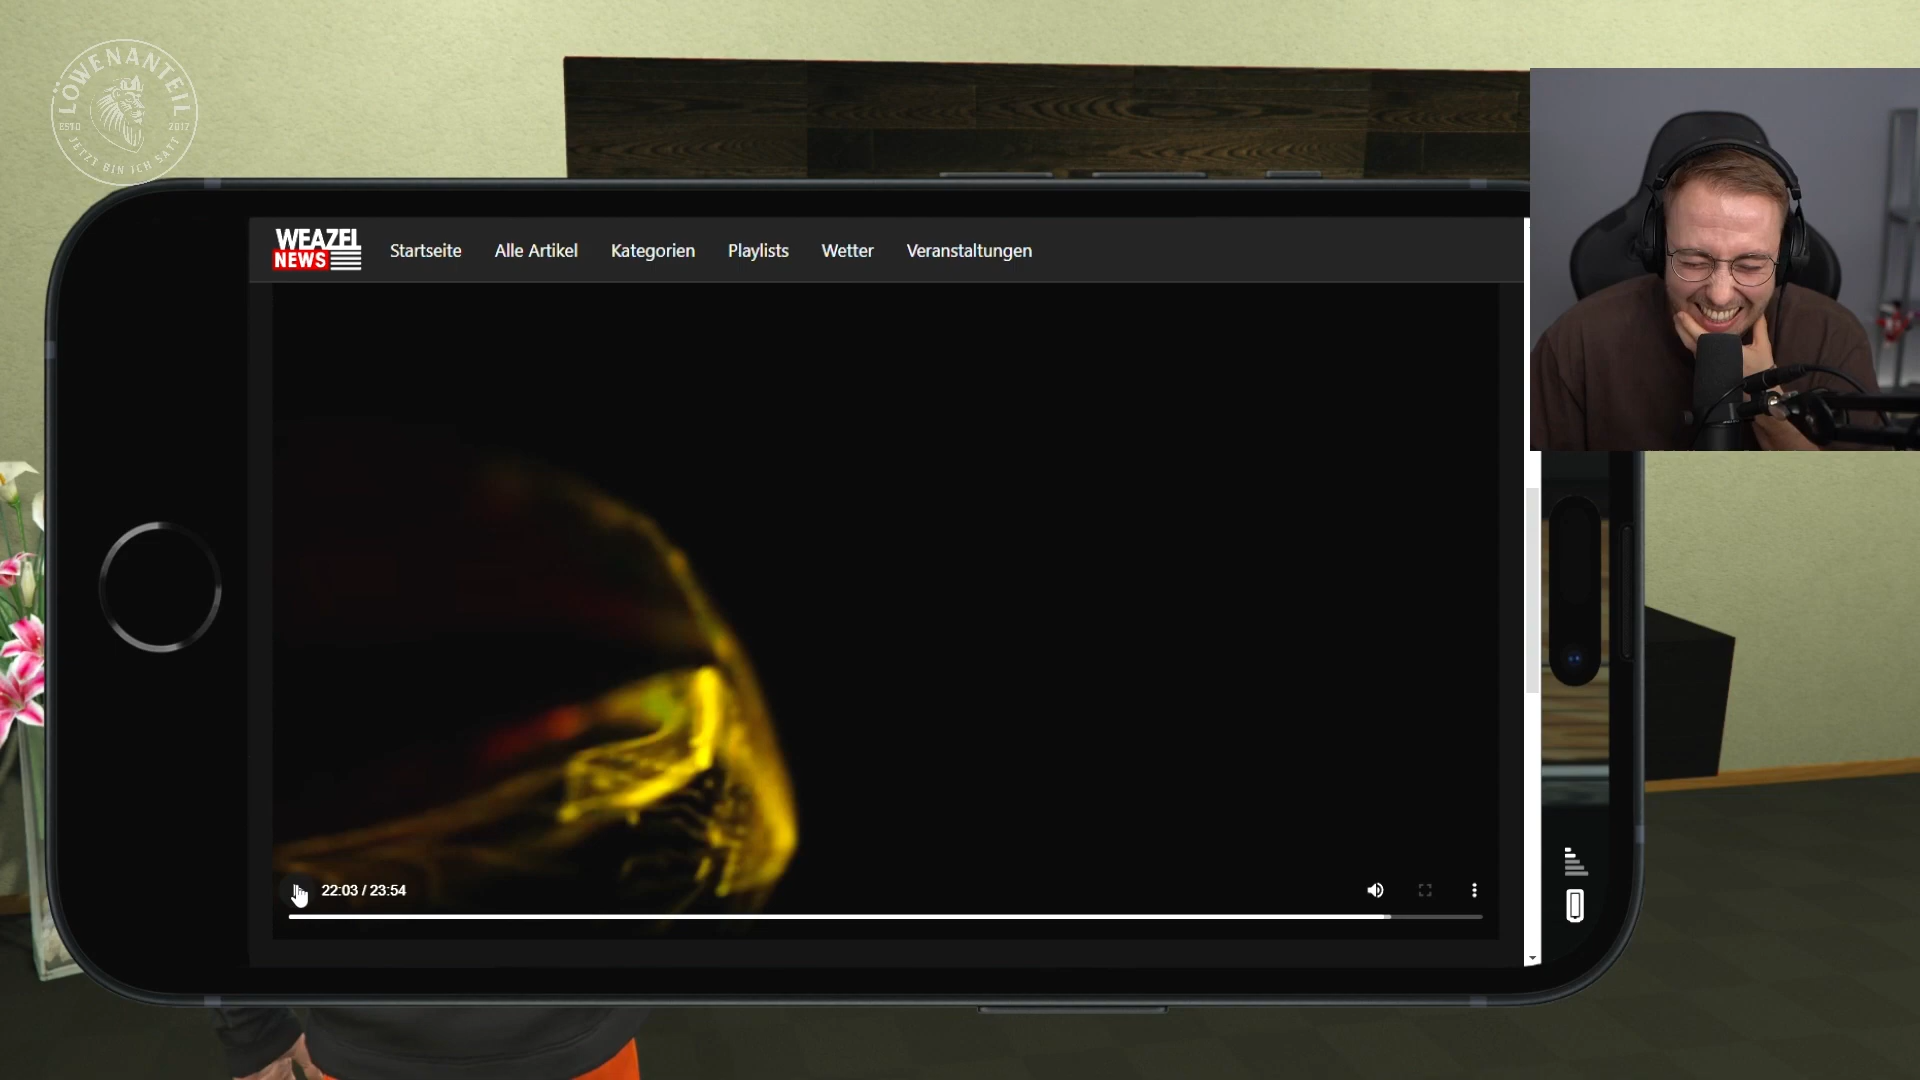 LÖWENANTEIL
ESTD 2017
JETZT BIN ICH SATT
WEAZEL
NEWS
Startseite Alle Artikel Kategorien Playlists Wetter Veranstaltungen
22:03 / 23:54